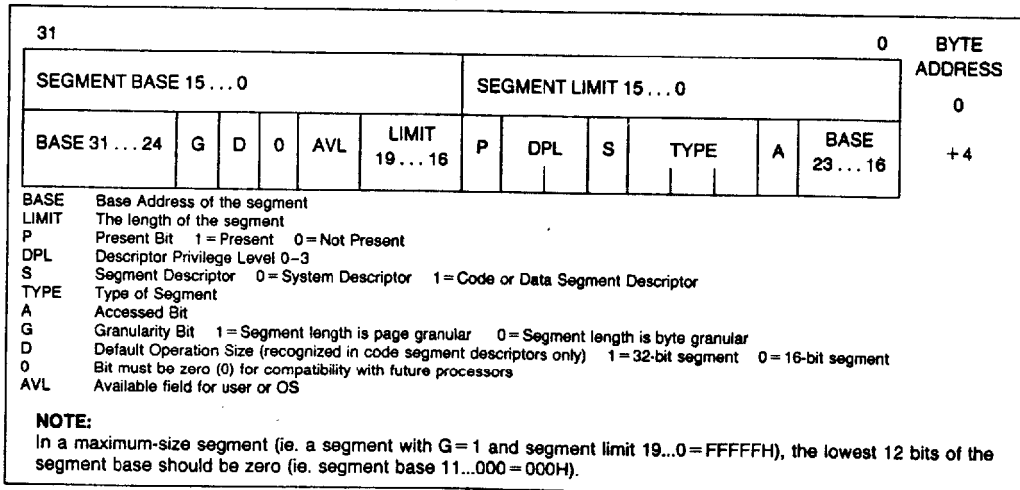 31 0 BYTE ADDRESS
SEGMENT BASE 15...0 SEGMENT LIMIT 15...0 0
BASE 31...24 G D 0 AVL LIMIT 19...16 P DPL S TYPE A BASE 23...16 +4
BASE Base Address of the segment
LIMIT The length of the segment
P Present Bit 1=Present 0=Not Present
DPL Descriptor Privilege Level 0–3
S Segment Descriptor 0=System Descriptor 1=Code or Data Segment Descriptor
TYPE Type of Segment
A Accessed Bit
G Granularity Bit 1=Segment length is page granular 0=Segment length is byte granular
D Default Operation Size (recognized in code segment descriptors only) 1=32-bit segment 0=16-bit segment
0 Bit must be zero (0) for compatibility with future processors
AVL Available field for user or OS
NOTE:
In a maximum-size segment (ie. a segment with G=1 and segment limit 19...0=FFFFFH), the lowest 12 bits of the
segment base should be zero (ie. segment base 11...000=000H).